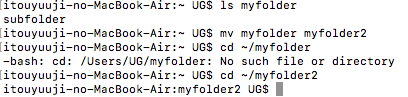 [itouyuuji-no-MacBook-Air:~ UG$ ls myfolder
subfolder
[itouyuuji-no-MacBook-Air:~ UG$ mv myfolder myfolder2
[itouyuuji-no-MacBook-Air:~ UG$ cd ~/myfolder
-bash: cd: /Users/UG/myfolder: No such file or directory
[itouyuuji-no-MacBook-Air:~ UG$ cd ~/myfolder2
itouyuuji-no-MacBook-Air:myfolder2 UG$